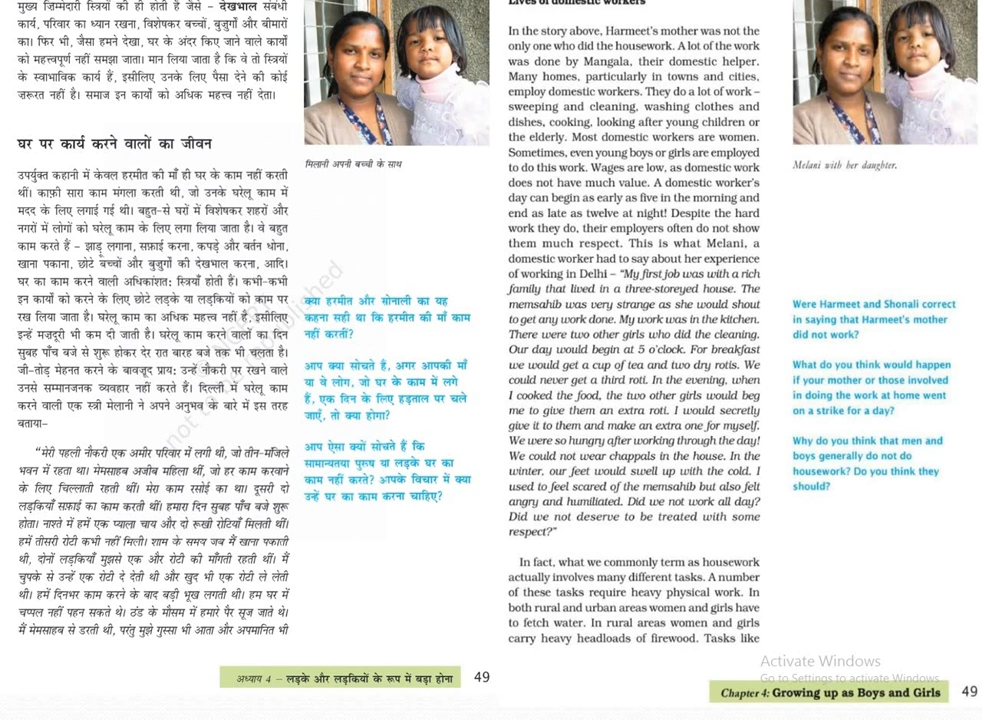 मुख्य ज़िम्मेदारी स्त्रियों की ही होती है जैसे – देखभाल संबंधी
कार्य, परिवार का ध्यान रखना, विशेषकर बच्चों, बुज़ुर्गों और बीमारों
का। फिर भी, जैसा हमने देखा, घर के अंदर किए जाने वाले कार्यों
को महत्त्वपूर्ण नहीं समझा जाता। मान लिया जाता है कि वे तो स्त्रियों
के स्वाभाविक कार्य हैं, इसीलिए उनके लिए पैसा देने की कोई
ज़रूरत नहीं है। समाज इन कार्यों को अधिक महत्त्व नहीं देता।
घर पर कार्य करने वालों का जीवन
उपर्युक्त कहानी में केवल हरमीत की माँ ही घर के काम नहीं करती
थीं। काफ़ी सारा काम मंगला करती थी, जो उनके घरेलू काम में
मदद के लिए लगाई गई थी। बहुत-से घरों में विशेषकर शहरों और
नगरों में लोगों को घरेलू काम के लिए लगा लिया जाता है। वे बहुत
काम करते हैं – झाड़ू लगाना, सफ़ाई करना, कपड़े और बर्तन धोना,
खाना पकाना, छोटे बच्चों और बुज़ुर्गों की देखभाल करना, आदि।
घर का काम करने वाली अधिकांशत: स्त्रियाँ होती हैं। कभी-कभी
इन कार्यों को करने के लिए छोटे लड़के या लड़कियों को काम पर
रख लिया जाता है। घरेलू काम का अधिक महत्त्व नहीं है, इसीलिए
इन्हें मज़दूरी भी कम दी जाती है। घरेलू काम करने वालों का दिन
सुबह पाँच बजे से शुरू होकर देर रात बारह बजे तक भी चलता है।
जी-तोड़ मेहनत करने के बावजूद प्राय: उन्हें नौकरी पर रखने वाले
उनसे सम्मानजनक व्यवहार नहीं करते हैं। दिल्ली में घरेलू काम
करने वाली एक स्त्री मेलानी ने अपने अनुभव के बारे में इस तरह
बताया–
“मेरी पहली नौकरी एक अमीर परिवार में लगी थी, जो तीन-मंज़िले
भवन में रहता था। मेमसाहब अजीब महिला थीं, जो हर काम करवाने
के लिए चिल्लाती रहती थीं। मेरा काम रसोई का था। दूसरी दो
लड़कियाँ सफ़ाई का काम करती थीं। हमारा दिन सुबह पाँच बजे शुरू
होता। नाश्ते में हमें एक प्याला चाय और दो रूखी रोटियाँ मिलती थीं।
हमें तीसरी रोटी कभी नहीं मिली। शाम के समय जब मैं खाना पकाती
थी, दोनों लड़कियाँ मुझसे एक और रोटी की माँगती रहती थीं। मैं
चुपके से उन्हें एक रोटी दे देती थी और खुद भी एक रोटी ले लेती
थी। हमें दिनभर काम करने के बाद बड़ी भूख लगती थी। हम घर में
चप्पल नहीं पहन सकते थे। ठंड के मौसम में हमारे पैर सूज जाते थे।
मैं मेमसाहब से डरती थी, परंतु मुझे गुस्सा भी आता और अपमानित भी
मिलानी अपनी बच्ची के साथ
क्या हरमीत और सोनाली का यह
कहना सही था कि हरमीत की माँ काम
नहीं करतीं?
आप क्या सोचते हैं, अगर आपकी माँ
या वे लोग, जो घर के काम में लगे
हैं, एक दिन के लिए हड़ताल पर चले
जाएँ, तो क्या होगा?
आप ऐसा क्यों सोचते हैं कि
सामान्यतया पुरुष या लड़के घर का
काम नहीं करते? आपके विचार में क्या
उन्हें घर का काम करना चाहिए?
not to be republished
अध्याय 4 – लड़के और लड़कियों के रूप में बड़ा होना 49
Lives of domestic workers
In the story above, Harmeet's mother was not the
only one who did the housework. A lot of the work
was done by Mangala, their domestic helper.
Many homes, particularly in towns and cities,
employ domestic workers. They do a lot of work –
sweeping and cleaning, washing clothes and
dishes, cooking, looking after young children or
the elderly. Most domestic workers are women.
Sometimes, even young boys or girls are employed
to do this work. Wages are low, as domestic work
does not have much value. A domestic worker's
day can begin as early as five in the morning and
end as late as twelve at night! Despite the hard
work they do, their employers often do not show
them much respect. This is what Melani, a
domestic worker had to say about her experience
of working in Delhi – “My first job was with a rich
family that lived in a three-storeyed house. The
memsahib was very strange as she would shout
to get any work done. My work was in the kitchen.
There were two other girls who did the cleaning.
Our day would begin at 5 o'clock. For breakfast
we would get a cup of tea and two dry rotis. We
could never get a third roti. In the evening, when
I cooked the food, the two other girls would beg
me to give them an extra roti. I would secretly
give it to them and make an extra one for myself.
We were so hungry after working through the day!
We could not wear chappals in the house. In the
winter, our feet would swell up with the cold. I
used to feel scared of the memsahib but also felt
angry and humiliated. Did we not work all day?
Did we not deserve to be treated with some
respect?”
In fact, what we commonly term as housework
actually involves many different tasks. A number
of these tasks require heavy physical work. In
both rural and urban areas women and girls have
to fetch water. In rural areas women and girls
carry heavy headloads of firewood. Tasks like
Melani with her daughter.
Were Harmeet and Shonali correct
in saying that Harmeet's mother
did not work?
What do you think would happen
if your mother or those involved
in doing the work at home went
on a strike for a day?
Why do you think that men and
boys generally do not do
housework? Do you think they
should?
Activate Windows
Go to Settings to activate Windows.
Chapter 4: Growing up as Boys and Girls 49